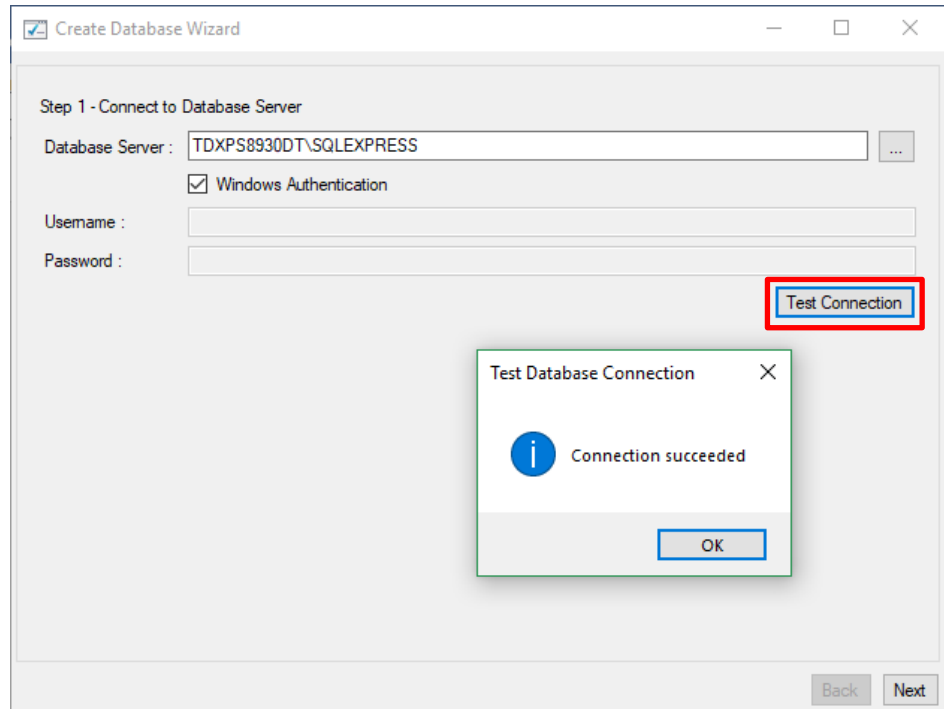 Create Database Wizard
Step 1 - Connect to Database Server
Database Server : TDXPS8930DT\SQLEXPRESS ...
Windows Authentication
Username :
Password :
Test Connection
Test Database Connection
i Connection succeeded
OK
Back Next